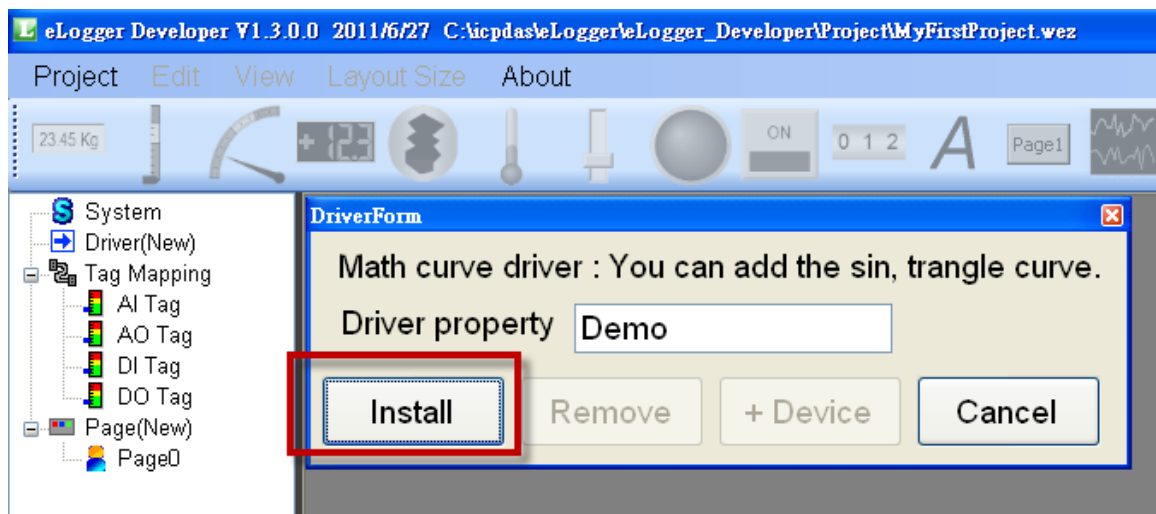 eLogger Developer V1.3.0.0 2011/6/27 C:\icpdas\eLogger\eLogger_Developer\Project\MyFirstProject.wez
Project Edit View Layout Size About
23.45 Kg +12.3 ON 0 1 2 A Page1
System
Driver(New)
Tag Mapping
AI Tag
AO Tag
DI Tag
DO Tag
Page(New)
Page0
DriverForm
Math curve driver : You can add the sin, trangle curve.
Driver property Demo
Install Remove + Device Cancel